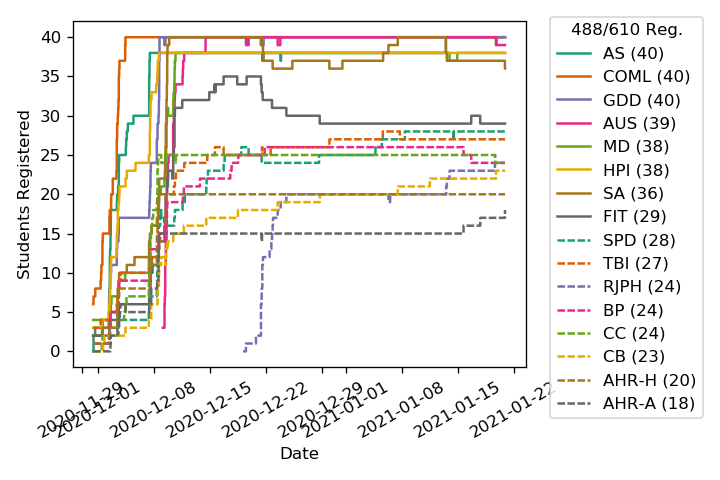 488/610 Reg.
AS (40)
COML (40)
GDD (40)
AUS (39)
MD (38)
HPI (38)
SA (36)
FIT (29)
SPD (28)
TBI (27)
RJPH (24)
BP (24)
CC (24)
CB (23)
AHR-H (20)
AHR-A (18)
Students Registered
40
35
30
25
20
15
10
5
0
2020-11-29
2020-12-01
2020-12-08
2020-12-15
2020-12-22
2020-12-29
2021-01-01
2021-01-08
2021-01-15
2021-01-22
Date